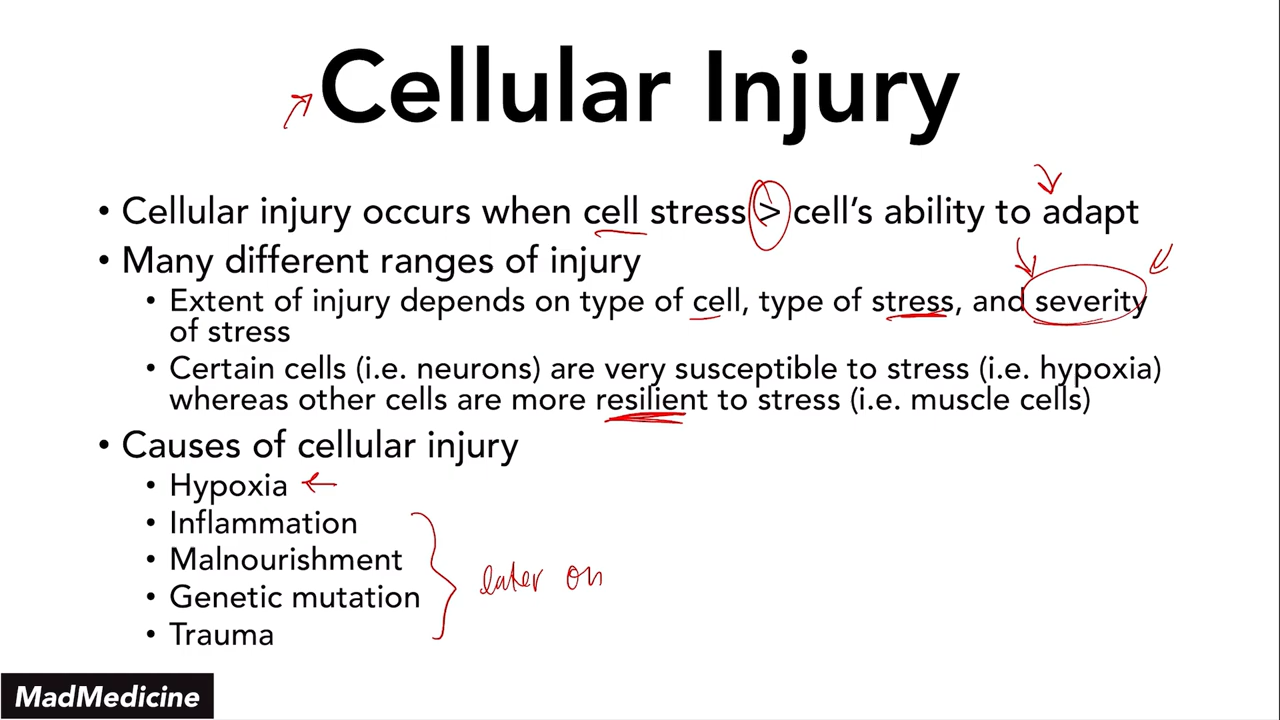 Cellular Injury
• Cellular injury occurs when cell stress > cell's ability to adapt
• Many different ranges of injury
• Extent of injury depends on type of cell, type of stress, and severity
of stress
• Certain cells (i.e. neurons) are very susceptible to stress (i.e. hypoxia)
whereas other cells are more resilient to stress (i.e. muscle cells)
• Causes of cellular injury
• Hypoxia
• Inflammation
• Malnourishment
• Genetic mutation
• Trauma
later on
MadMedicine